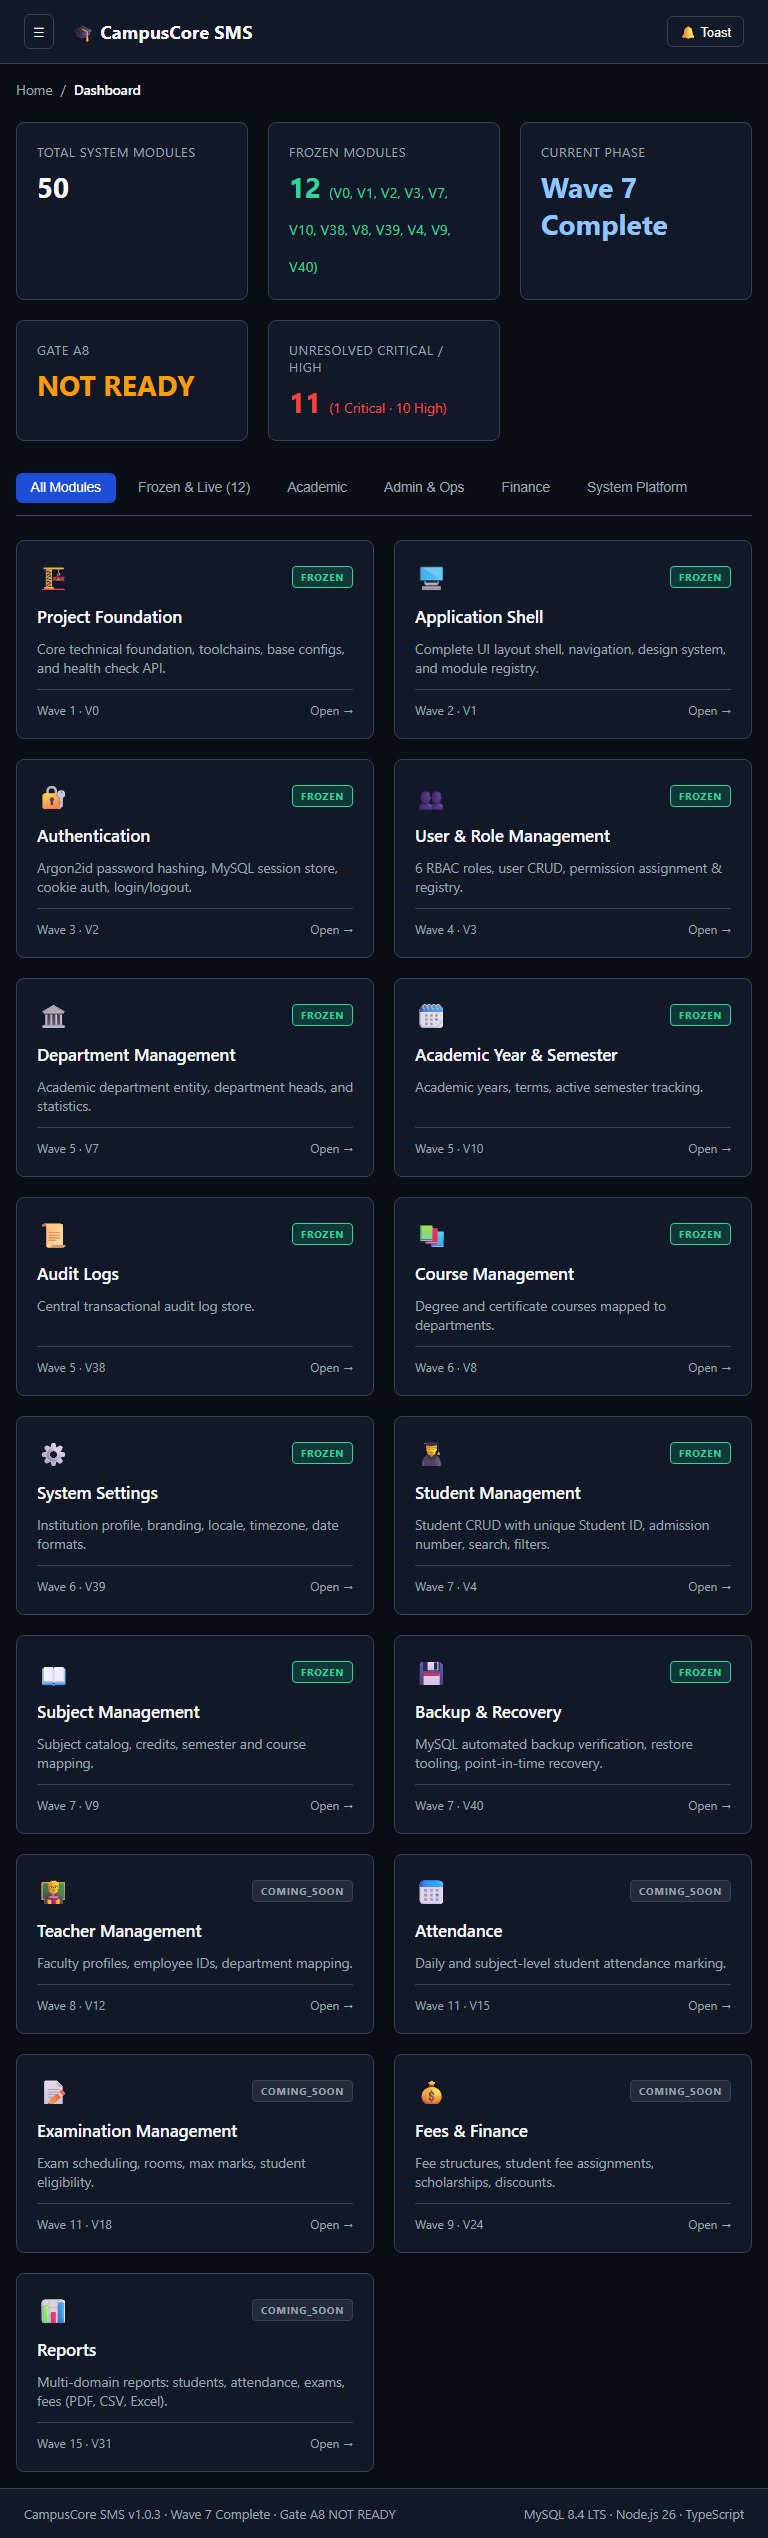 ☰
CampusCore SMS
Toast
Home / Dashboard
TOTAL SYSTEM MODULES
50
FROZEN MODULES
12 (V0, V1, V2, V3, V7,
V10, V38, V8, V39, V4, V9,
V40)
CURRENT PHASE
Wave 7
Complete
GATE A8
NOT READY
UNRESOLVED CRITICAL /
HIGH
11 (1 Critical · 10 High)
All Modules
Frozen & Live (12)
Academic
Admin & Ops
Finance
System Platform
FROZEN
Project Foundation
Core technical foundation, toolchains, base configs,
and health check API.
Wave 1 · V0
Open →
FROZEN
Application Shell
Complete UI layout shell, navigation, design system,
and module registry.
Wave 2 · V1
Open →
FROZEN
Authentication
Argon2id password hashing, MySQL session store,
cookie auth, login/logout.
Wave 3 · V2
Open →
FROZEN
User & Role Management
6 RBAC roles, user CRUD, permission assignment &
registry.
Wave 4 · V3
Open →
FROZEN
Department Management
Academic department entity, department heads, and
statistics.
Wave 5 · V7
Open →
FROZEN
Academic Year & Semester
Academic years, terms, active semester tracking.
Wave 5 · V10
Open →
FROZEN
Audit Logs
Central transactional audit log store.
Wave 5 · V38
Open →
FROZEN
Course Management
Degree and certificate courses mapped to
departments.
Wave 6 · V8
Open →
FROZEN
System Settings
Institution profile, branding, locale, timezone, date
formats.
Wave 6 · V39
Open →
FROZEN
Student Management
Student CRUD with unique Student ID, admission
number, search, filters.
Wave 7 · V4
Open →
FROZEN
Subject Management
Subject catalog, credits, semester and course
mapping.
Wave 7 · V9
Open →
FROZEN
Backup & Recovery
MySQL automated backup verification, restore
tooling, point-in-time recovery.
Wave 7 · V40
Open →
COMING_SOON
Teacher Management
Faculty profiles, employee IDs, department mapping.
Wave 8 · V12
Open →
COMING_SOON
Attendance
Daily and subject-level student attendance marking.
Wave 11 · V15
Open →
COMING_SOON
Examination Management
Exam scheduling, rooms, max marks, student
eligibility.
Wave 11 · V18
Open →
COMING_SOON
Fees & Finance
Fee structures, student fee assignments,
scholarships, discounts.
Wave 9 · V24
Open →
COMING_SOON
Reports
Multi-domain reports: students, attendance, exams,
fees (PDF, CSV, Excel).
Wave 15 · V31
Open →
CampusCore SMS v1.0.3 · Wave 7 Complete · Gate A8 NOT READY
MySQL 8.4 LTS · Node.js 26 · TypeScript